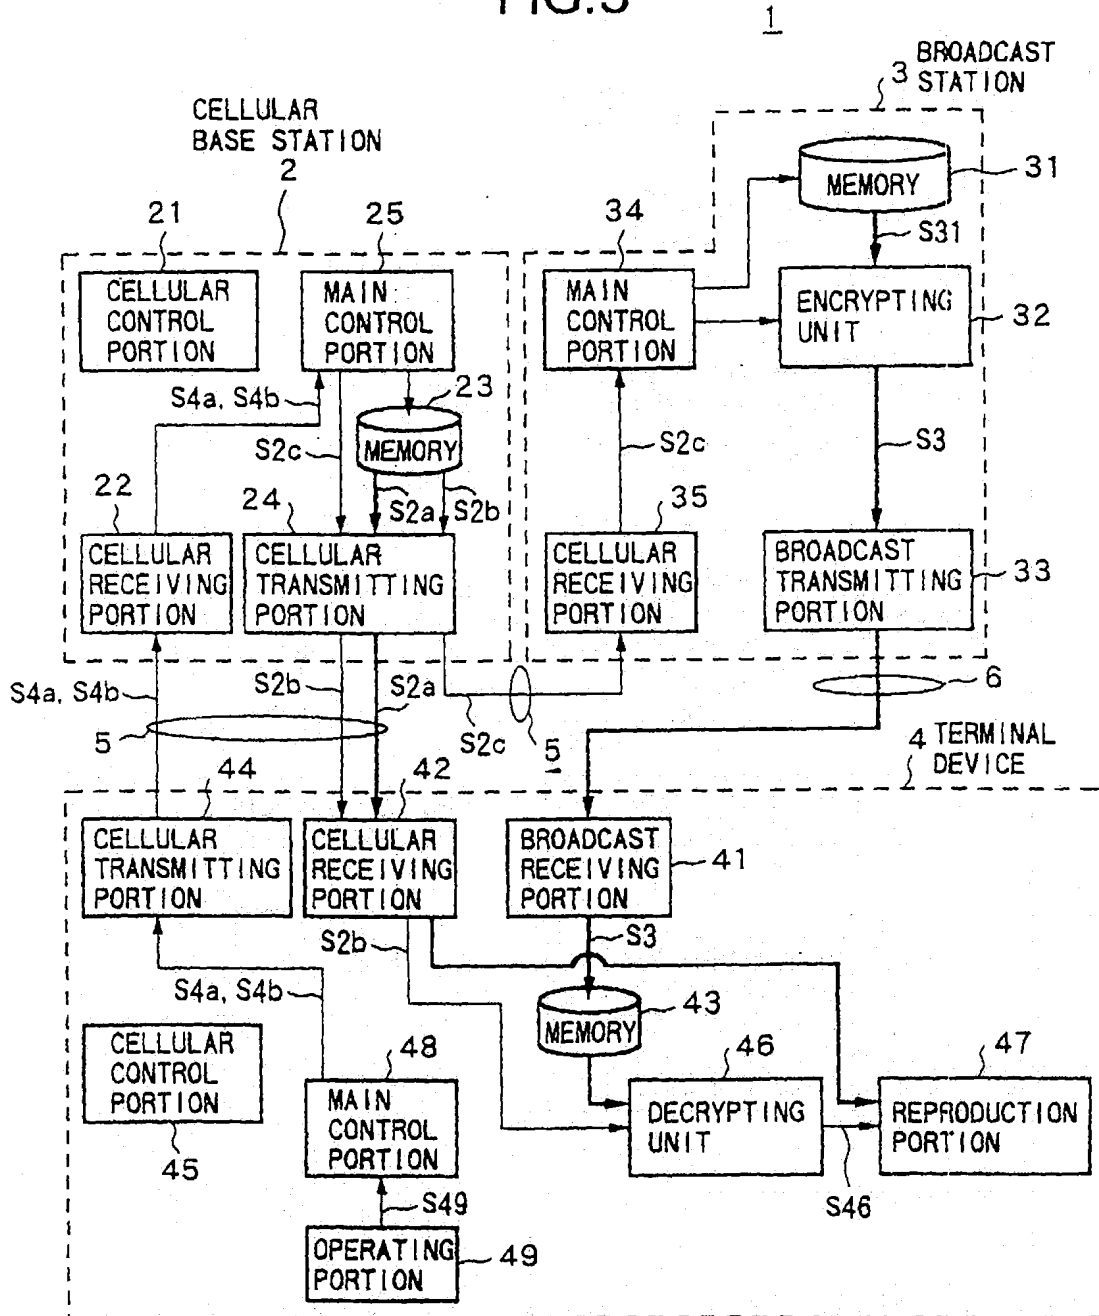 FIG.3
1
BROADCAST
STATION
3
CELLULAR
BASE STATION
2
MEMORY
31
21
25
34
S31
CELLULAR
CONTROL
PORTION
MAIN
CONTROL
PORTION
MAIN
CONTROL
PORTION
ENCRYPTING
UNIT
32
S4a, S4b
23
S2c
MEMORY
S2c
S3
22
24
S2a
S2b
35
CELLULAR
RECEIVING
PORTION
CELLULAR
TRANSMITTING
PORTION
CELLULAR
RECEIVING
PORTION
BROADCAST
TRANSMITTING
PORTION
33
S4a, S4b
S2b
S2a
6
5
S2c
5
4
TERMINAL
DEVICE
44
42
CELLULAR
TRANSMITTING
PORTION
CELLULAR
RECEIVING
PORTION
BROADCAST
RECEIVING
PORTION
41
S2b
S3
S4a, S4b
MEMORY
43
CELLULAR
CONTROL
PORTION
45
48
46
47
MAIN
CONTROL
PORTION
DECRYPTING
UNIT
REPRODUCTION
PORTION
S49
S46
OPERATING
PORTION
49